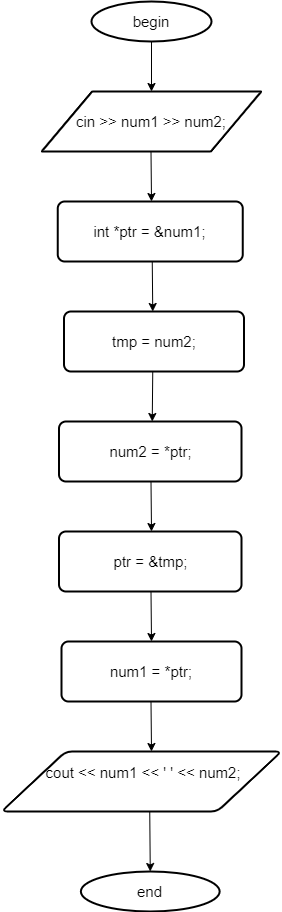 begin
cin >> num1 >> num2;
int *ptr = &num1;
tmp = num2;
num2 = *ptr;
ptr = &tmp;
num1 = *ptr;
cout << num1 << ' ' << num2;
end